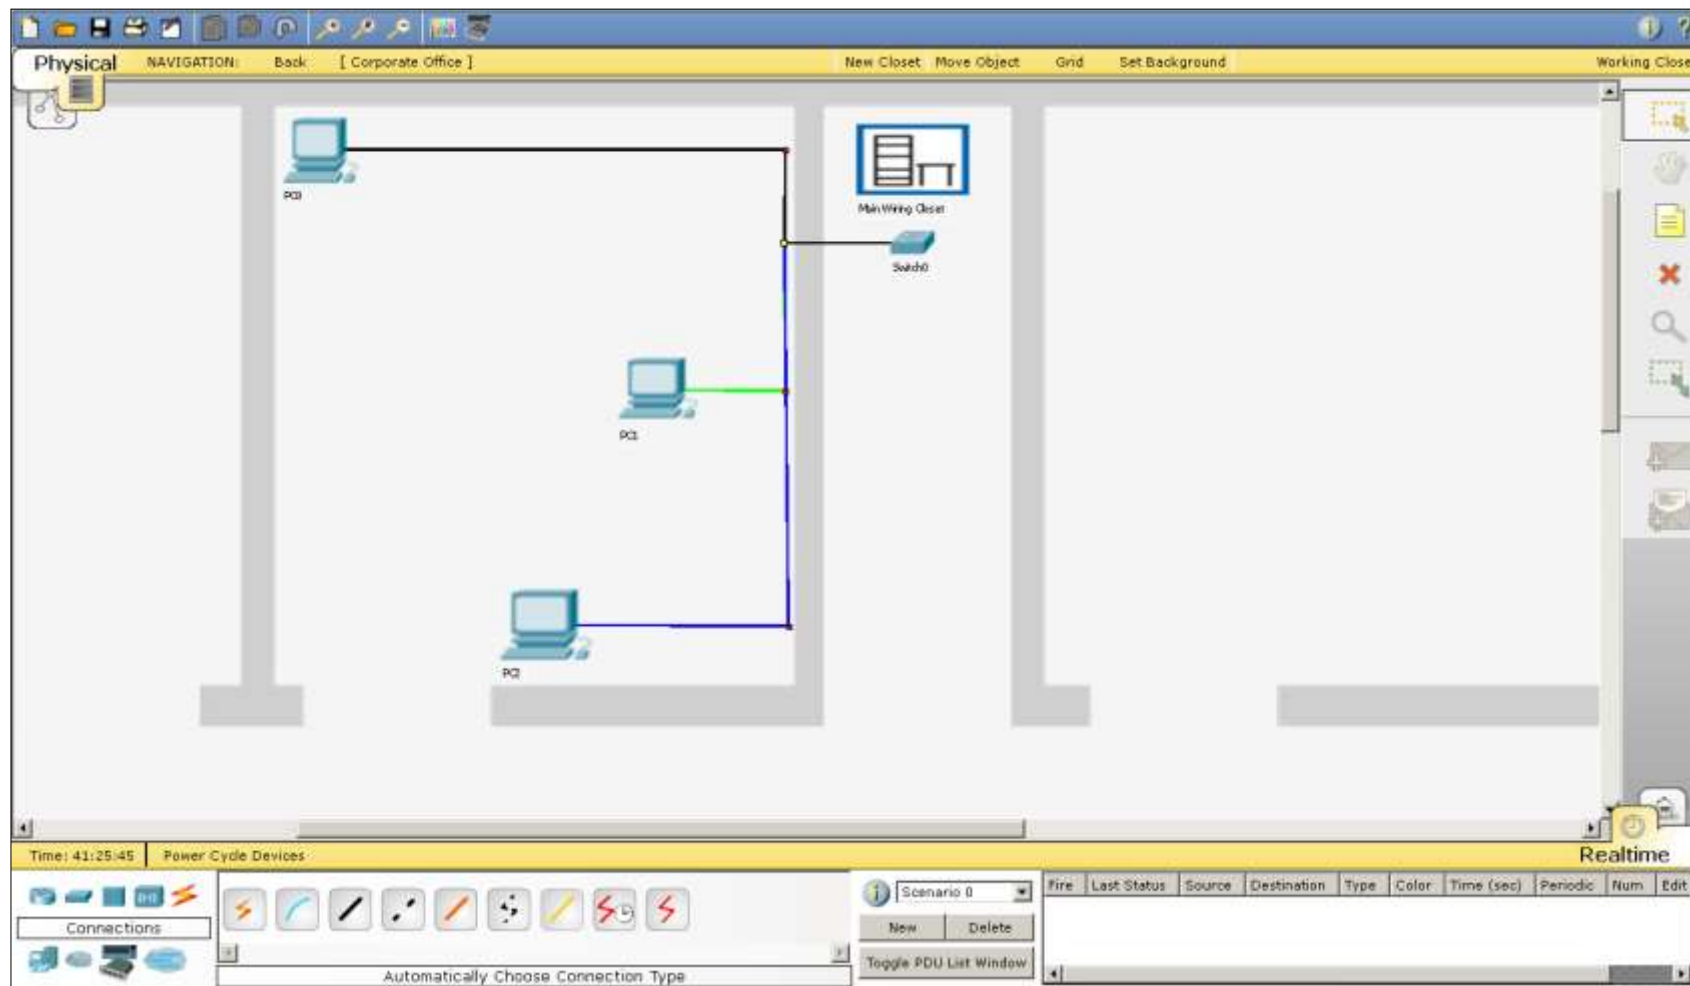 Physical NAVIGATION: Back [ Corporate Office ] New Closet Move Object Grid Set Background Working Close
PC0
Main Wiring Closet
Switch0
PC1
PC2
Time: 41:25:45 Power Cycle Devices Realtime
Scenario 0 Fire Last Status Source Destination Type Color Time (sec) Periodic Num Edit
Connections New Delete
Toggle PDU List Window
Automatically Choose Connection Type